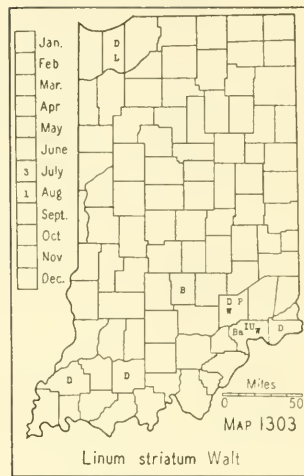 Jan.
Feb
Mar.
Apr
May
June
3 July
1 Aug
Sept.
Oct
Nov
Dec.
D
L
B
D P
W
Ba IU W D
D D
Miles
0 50
MAP 1303
Linum striatum Walt